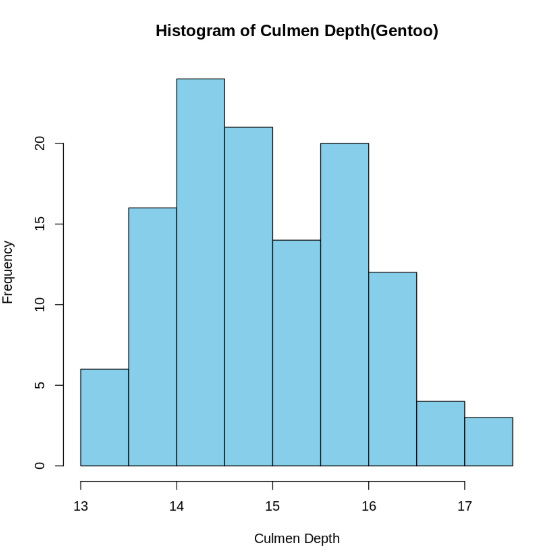 Histogram of Culmen Depth(Gentoo)
Frequency
20
15
10
5
0
13 14 15 16 17
Culmen Depth